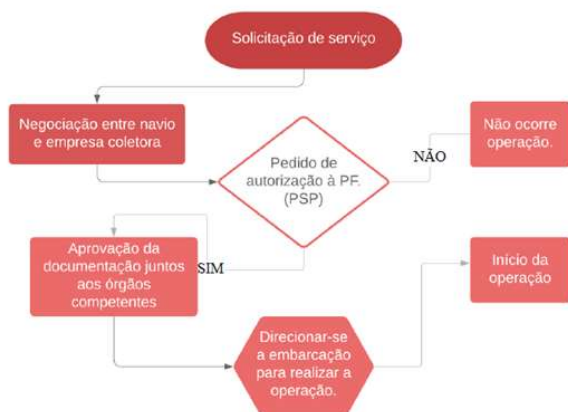 Solicitação de serviço
Negociação entre navio
e empresa coletora
Pedido de
autorização à PF.
(PSP)
NÃO
Não ocorre
operação.
SIM
Aprovação da
documentação juntos
aos órgãos
competentes
Direcionar-se
a embarcação
para realizar a
operação.
Início da
operação